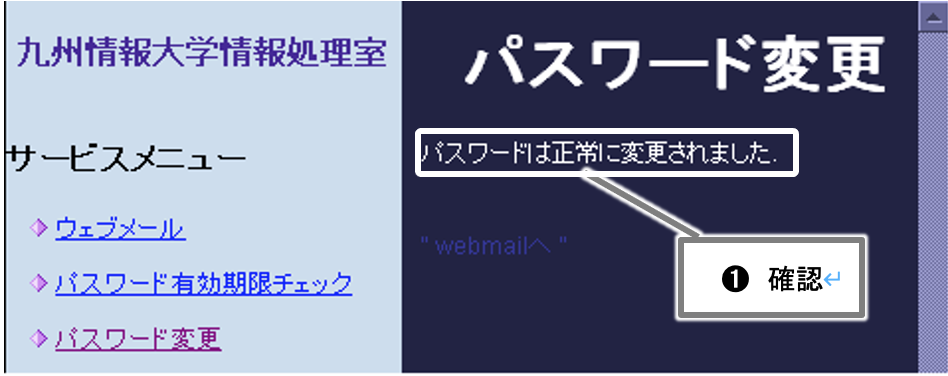 九州情報大学情報処理室
サービスメニュー
ウェブメール
パスワード有効期限チェック
パスワード変更
パスワード変更
パスワードは正常に変更されました.
" webmailへ "
❶ 確認↵